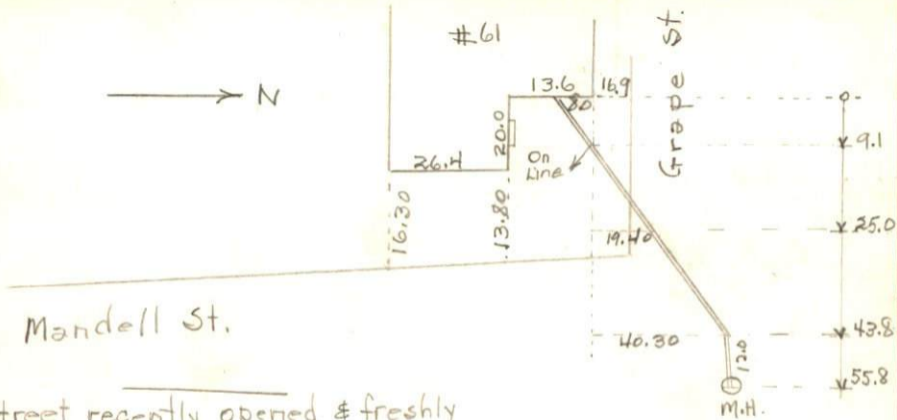 #61
Grape St.
N
13.6
16.9
80
0
9.1
20.0
On
Line
26.4
16.30
13.80
19.40
25.0
Mandell St.
40.30
43.8
12.0
55.8
M.H.
Street recently opened & freshly